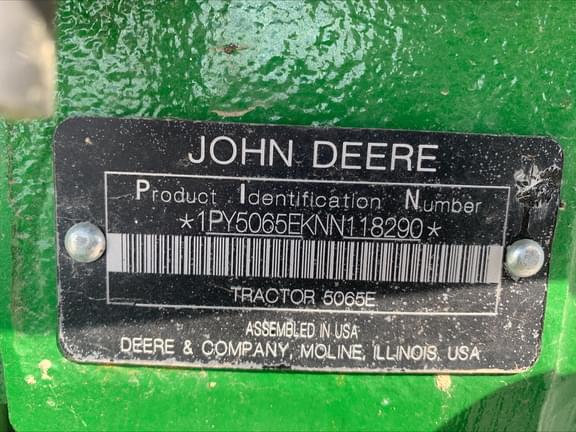 JOHN DEERE
Product Identification Number
*1PY5065EKNN118290*
TRACTOR 5065E
ASSEMBLED IN USA
DEERE & COMPANY, MOLINE, ILLINOIS, USA